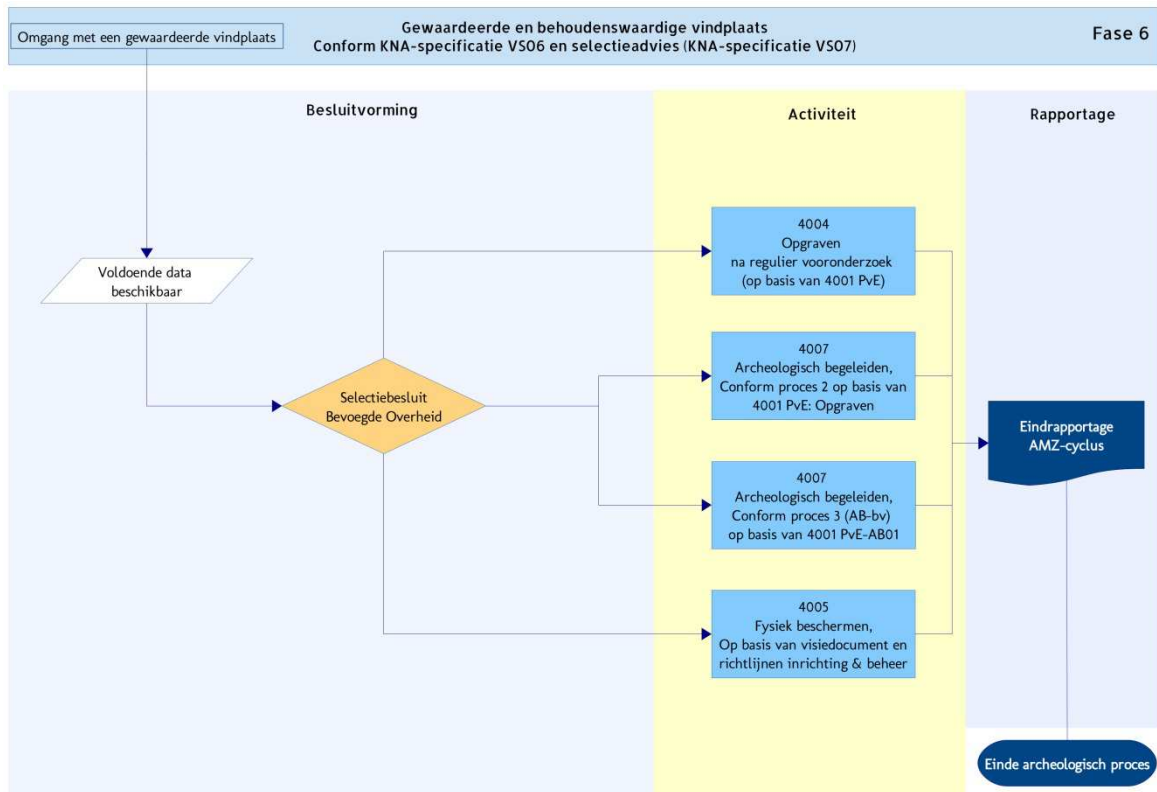 Omgang met een gewaardeerde vindplaats
Gewaardeerde en behoudenswaardige vindplaats
Conform KNA-specificatie VS06 en selectieadvies (KNA-specificatie VS07)
Fase 6
Besluitvorming
Activiteit
Rapportage
Voldoende data
beschikbaar
Selectiebesluit
Bevoegde Overheid
4004
Opgraven
na regulier vooronderzoek
(op basis van 4001 PvE)
4007
Archeologisch begeleiden,
Conform proces 2 op basis van
4001 PvE: Opgraven
4007
Archeologisch begeleiden,
Conform proces 3 (AB-bv)
op basis van 4001 PvE-AB01
4005
Fysiek beschermen,
Op basis van visiedocument en
richtlijnen inrichting & beheer
Eindrapportage
AMZ-cyclus
Einde archeologisch proces